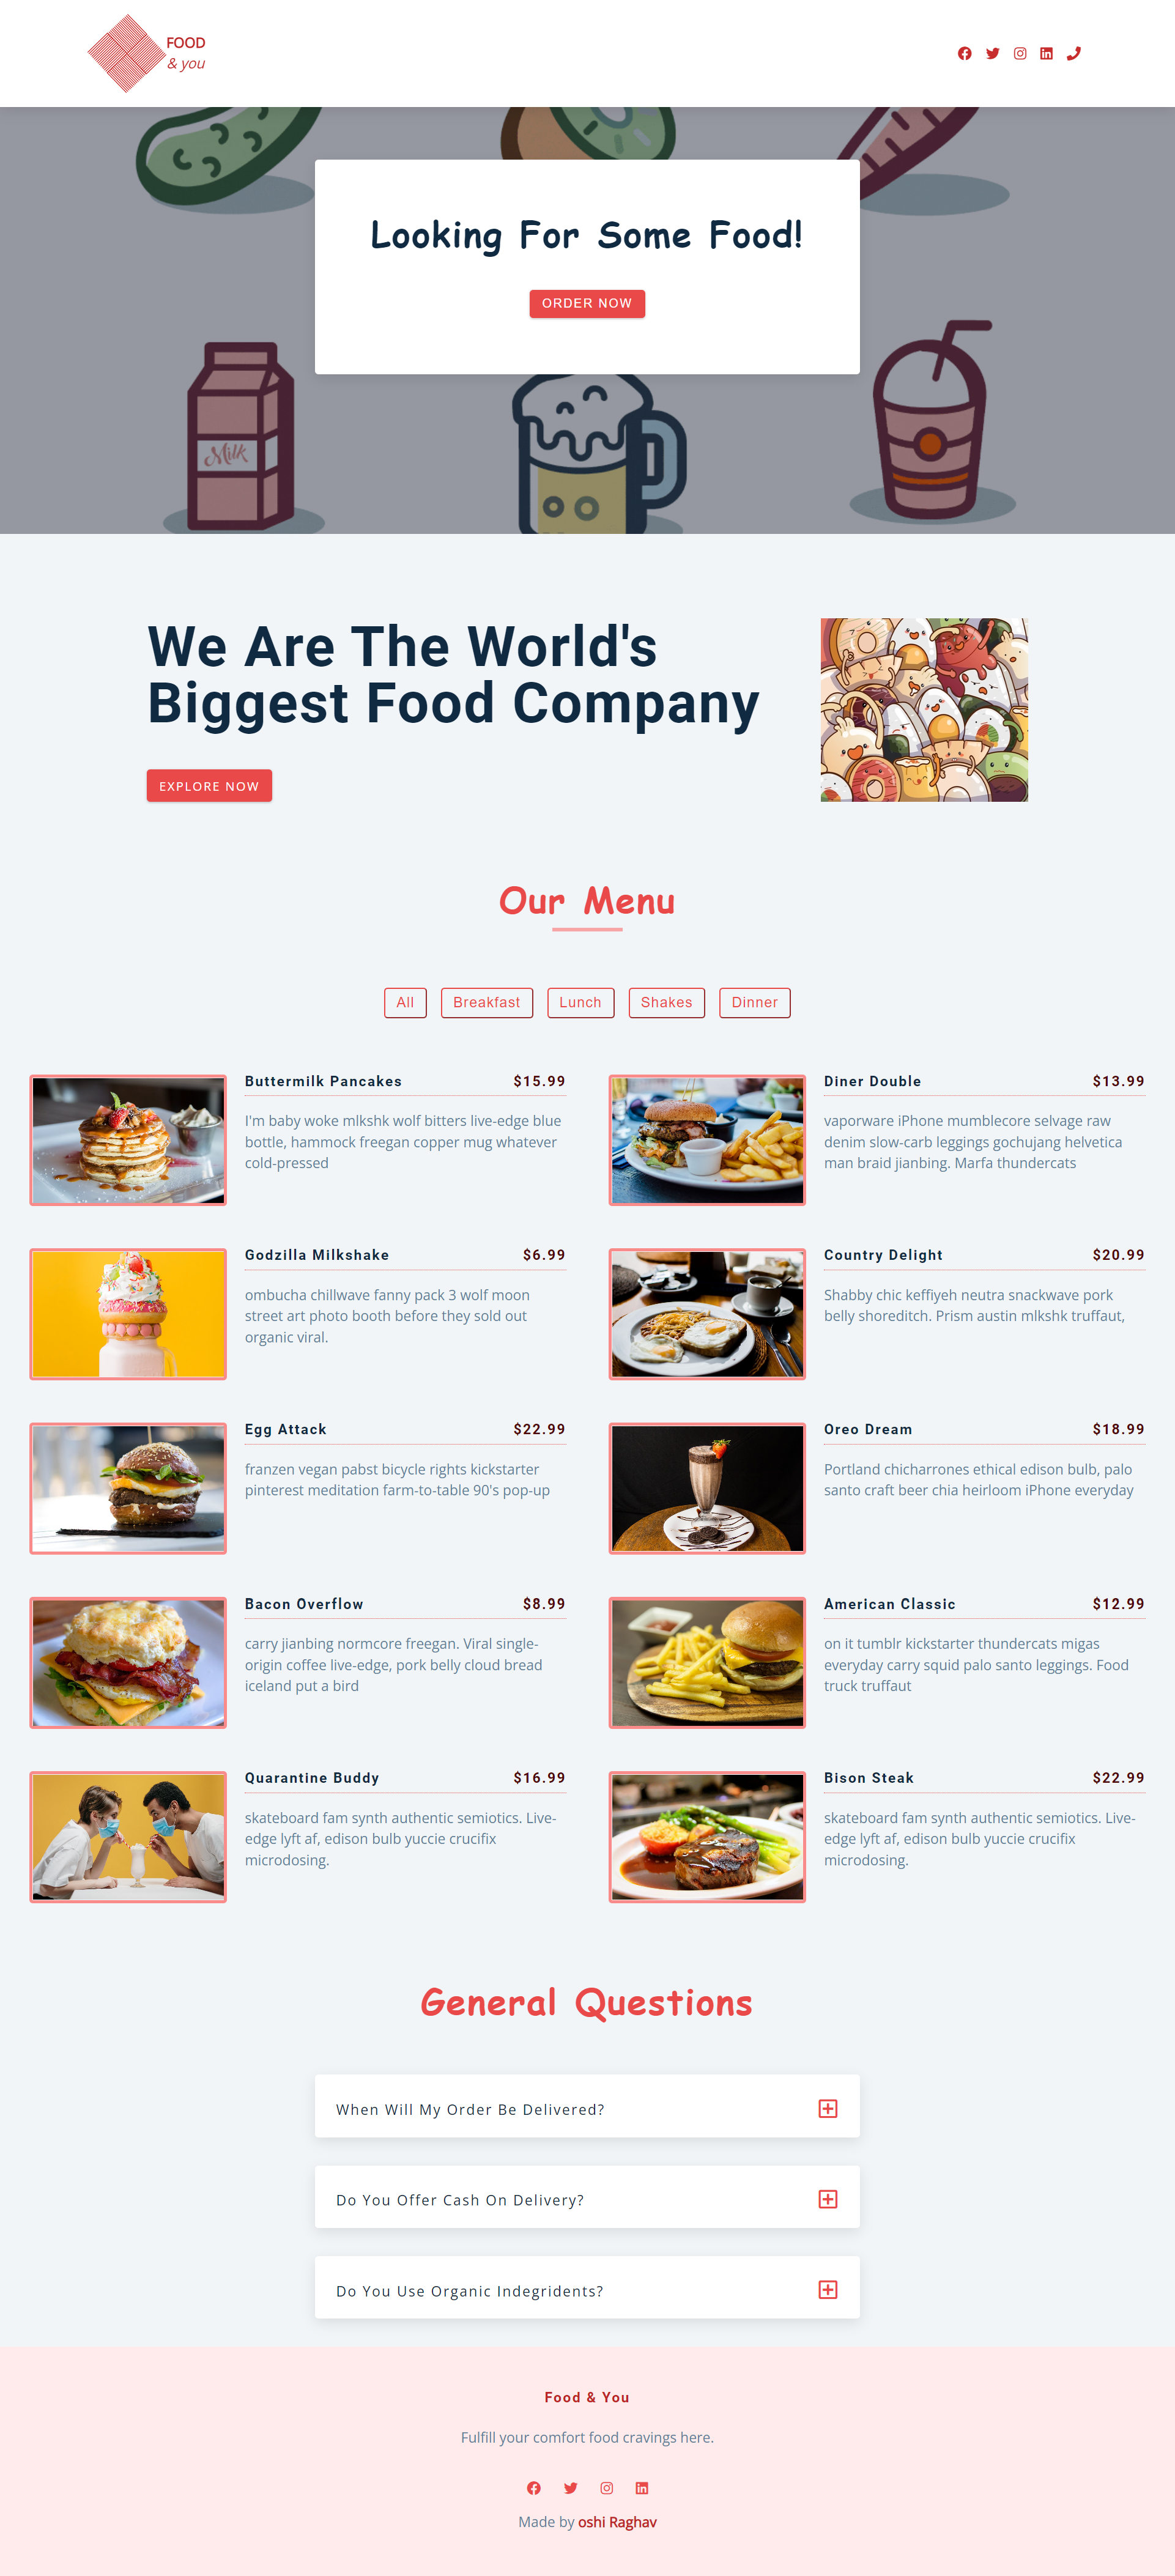 FOOD
& you
Looking For Some Food!
ORDER NOW
Milk
We Are The World's
Biggest Food Company
EXPLORE NOW
Our Menu
All Breakfast Lunch Shakes Dinner
Buttermilk Pancakes $15.99
I'm baby woke mlkshk wolf bitters live-edge blue
bottle, hammock freegan copper mug whatever
cold-pressed
Diner Double $13.99
vaporware iPhone mumblecore selvage raw
denim slow-carb leggings gochujang helvetica
man braid jianbing. Marfa thundercats
Godzilla Milkshake $6.99
ombucha chillwave fanny pack 3 wolf moon
street art photo booth before they sold out
organic viral.
Country Delight $20.99
Shabby chic keffiyeh neutra snackwave pork
belly shoreditch. Prism austin mlkshk truffaut,
Egg Attack $22.99
franzen vegan pabst bicycle rights kickstarter
pinterest meditation farm-to-table 90's pop-up
Oreo Dream $18.99
Portland chicharrones ethical edison bulb, palo
santo craft beer chia heirloom iPhone everyday
Bacon Overflow $8.99
carry jianbing normcore freegan. Viral single-
origin coffee live-edge, pork belly cloud bread
iceland put a bird
American Classic $12.99
on it tumblr kickstarter thundercats migas
everyday carry squid palo santo leggings. Food
truck truffaut
Quarantine Buddy $16.99
skateboard fam synth authentic semiotics. Live-
edge lyft af, edison bulb yuccie crucifix
microdosing.
Bison Steak $22.99
skateboard fam synth authentic semiotics. Live-
edge lyft af, edison bulb yuccie crucifix
microdosing.
General Questions
When Will My Order Be Delivered?
Do You Offer Cash On Delivery?
Do You Use Organic Indegridents?
Food & You
Fulfill your comfort food cravings here.
Made by oshi Raghav